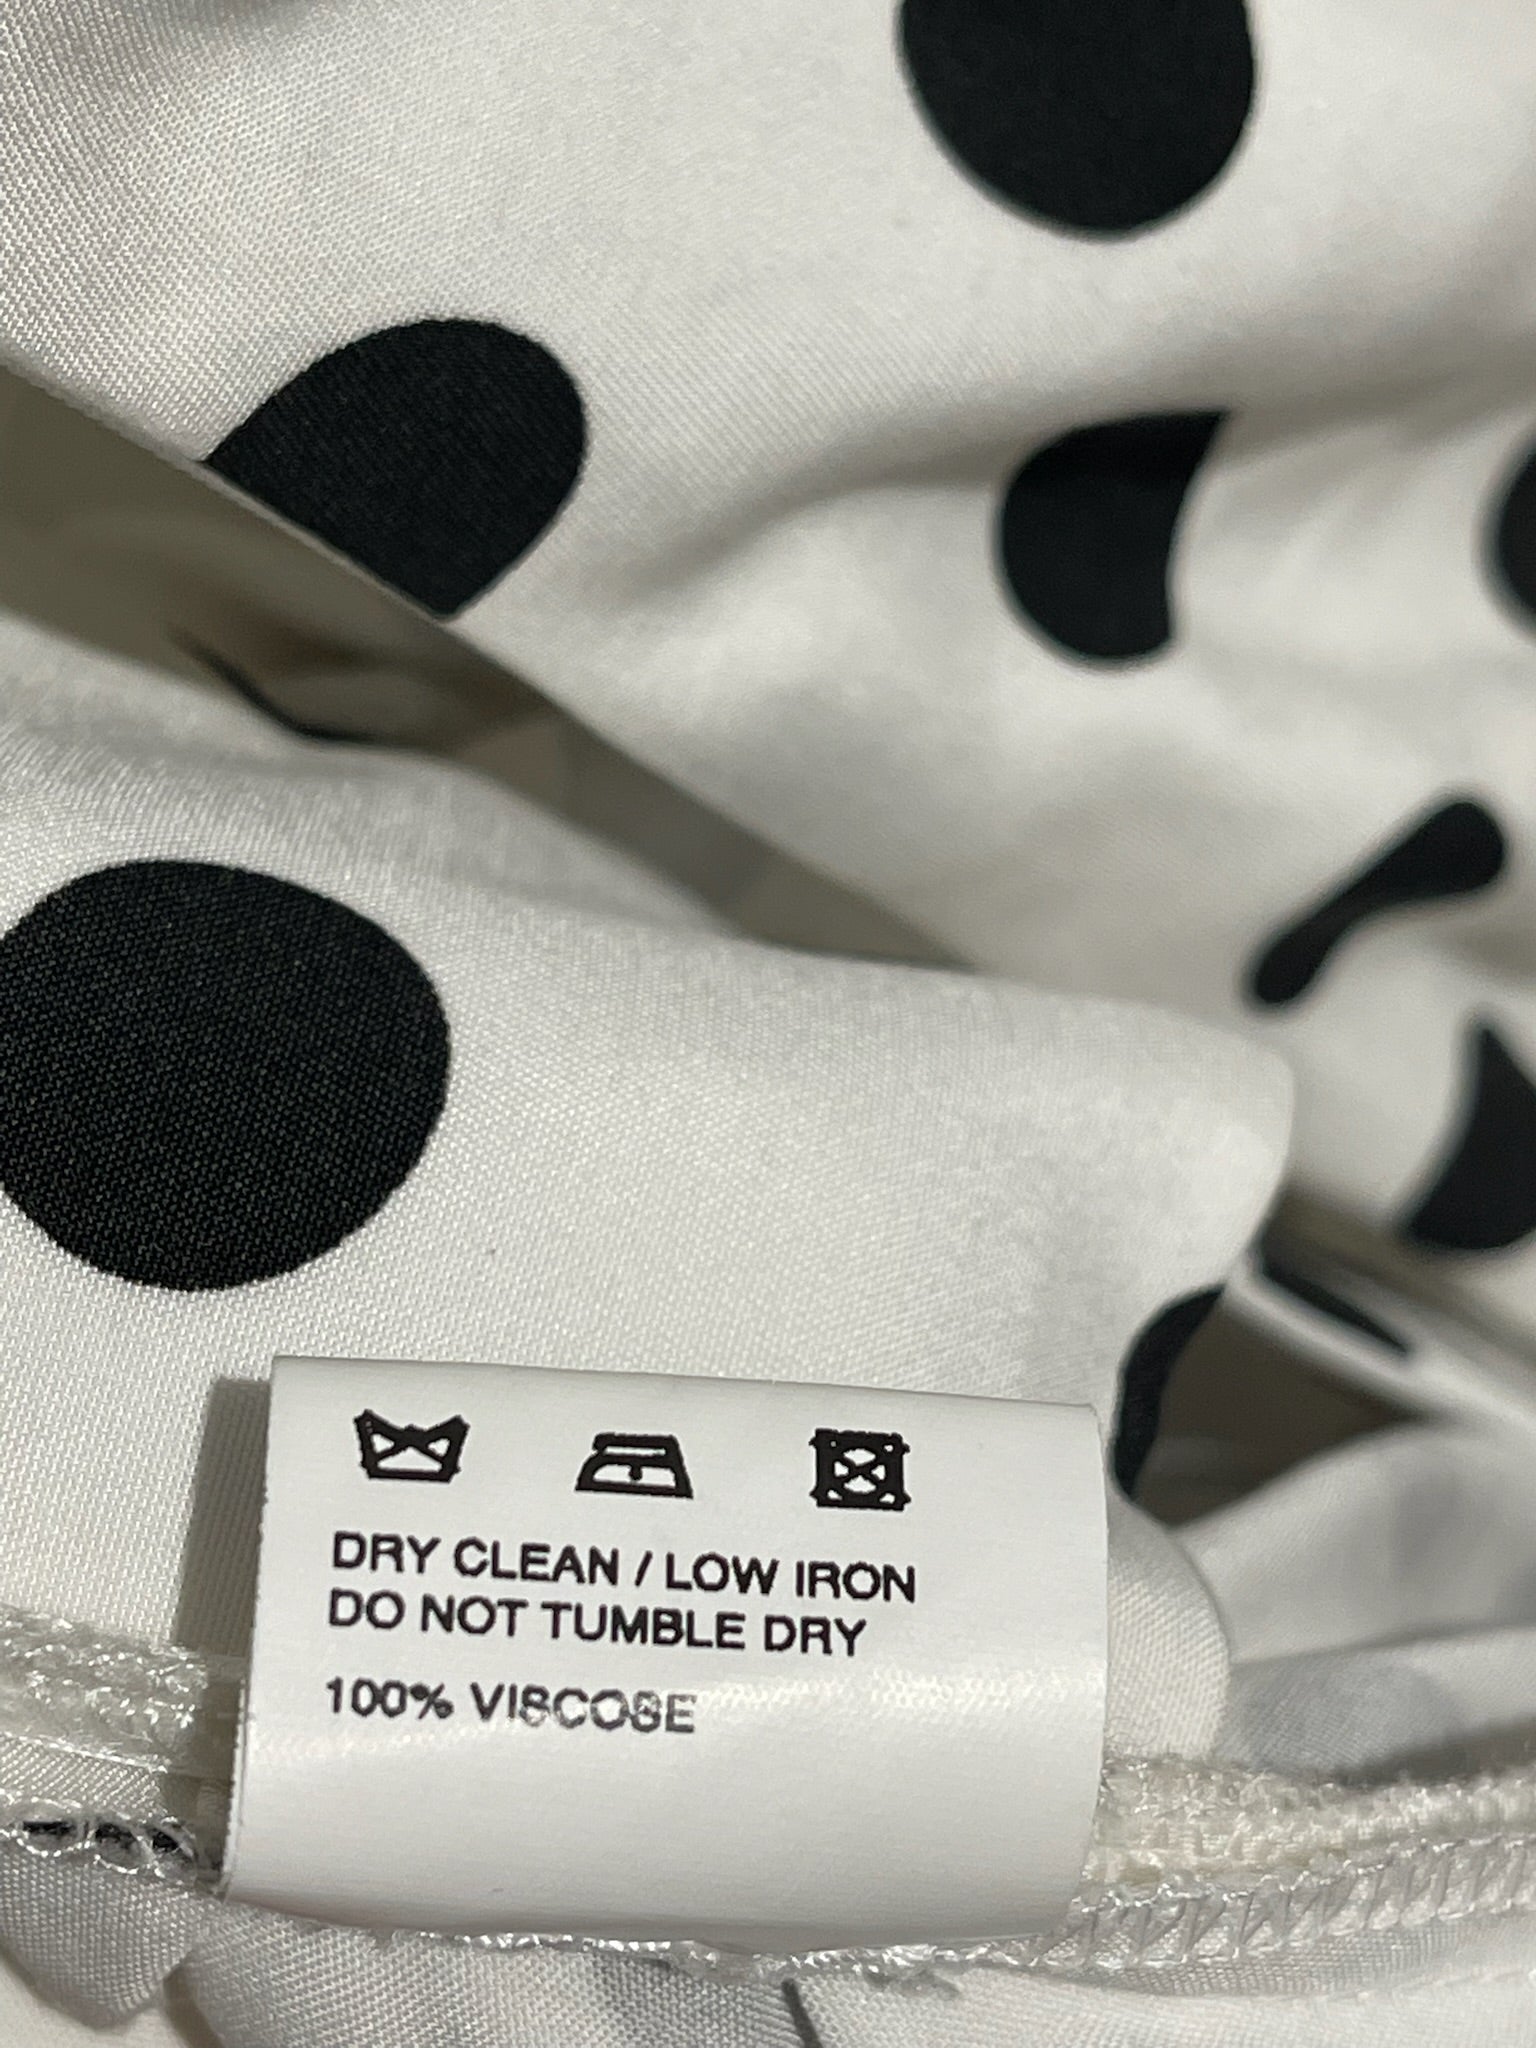 DRY CLEAN / LOW IRON
DO NOT TUMBLE DRY
100% VISCOSE